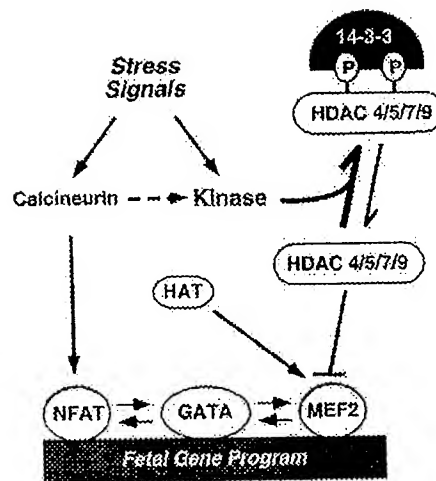 14-3-3
P P
HDAC 4/5/7/9
Stress
Signals
Calcineurin
Kinase
HDAC 4/5/7/9
HAT
NFAT
GATA
MEF2
Fetal Gene Program